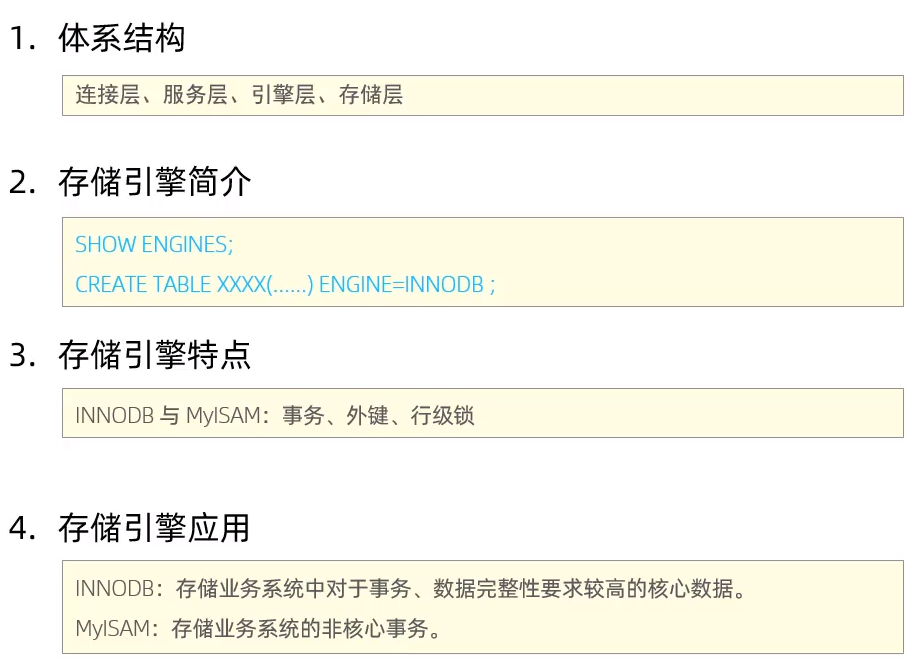 1. 体系结构
连接层、服务层、引擎层、存储层
2. 存储引擎简介
SHOW ENGINES;
CREATE TABLE XXXX(......) ENGINE=INNODB ;
3. 存储引擎特点
INNODB 与 MyISAM：事务、外键、行级锁
4. 存储引擎应用
INNODB：存储业务系统中对于事务、数据完整性要求较高的核心数据。
MyISAM：存储业务系统的非核心事务。